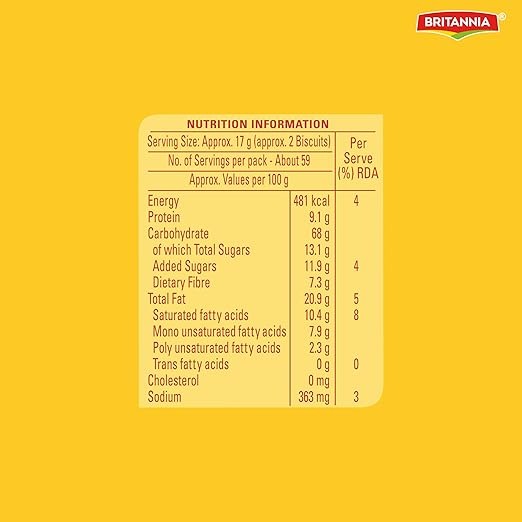 BRITANNIA
NUTRITION INFORMATION
Serving Size: Approx. 17 g (approx. 2 Biscuits)
No. of Servings per pack - About 59
Approx. Values per 100 g
Per
Serve
(%) RDA
Energy 481 kcal 4
Protein 9.1 g
Carbohydrate 68 g
of which Total Sugars 13.1 g
Added Sugars 11.9 g 4
Dietary Fibre 7.3 g
Total Fat 20.9 g 5
Saturated fatty acids 10.4 g 8
Mono unsaturated fatty acids 7.9 g
Poly unsaturated fatty acids 2.3 g
Trans fatty acids 0 g 0
Cholesterol 0 mg
Sodium 363 mg 3